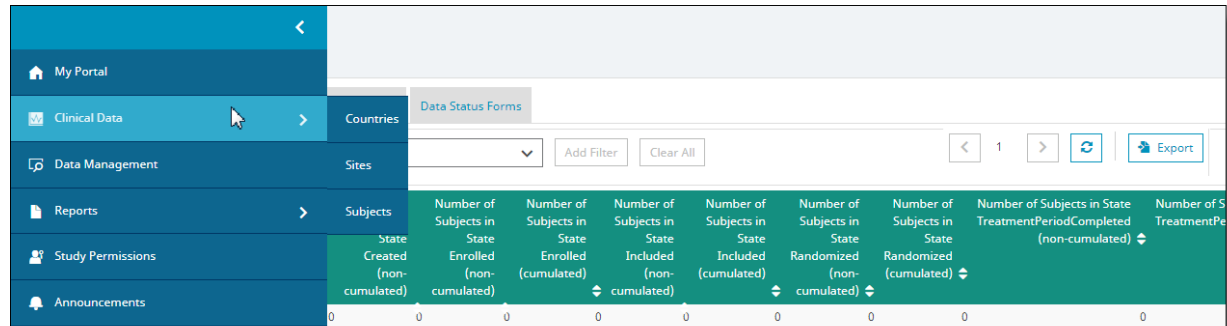 My Portal
Clinical Data
Data Management
Reports
Study Permissions
Announcements
Countries
Sites
Subjects
Data Status Forms
Add Filter
Clear All
1
Export
State
Created
(non-
cumulated)
Number of
Subjects in
State
Enrolled
(non-
cumulated)
Number of
Subjects in
State
Enrolled
(cumulated)
Number of
Subjects in
State
Included
(non-
cumulated)
Number of
Subjects in
State
Included
(cumulated)
Number of
Subjects in
State
Randomized
(non-
cumulated)
Number of
Subjects in
State
Randomized
(cumulated)
Number of Subjects in State
TreatmentPeriodCompleted
(non-cumulated)
Number of S
TreatmentPe
0 0 0 0 0 0 0 0 0